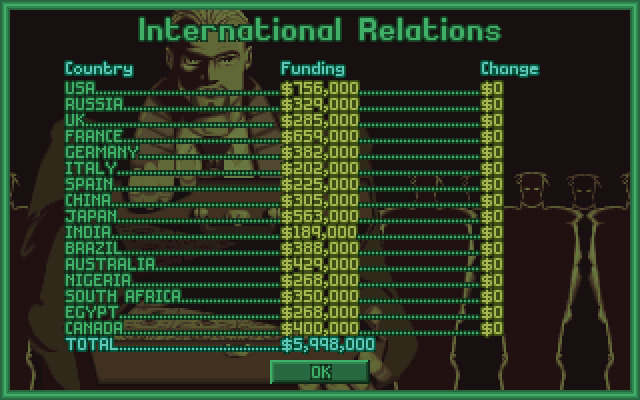 International Relations
Country Funding Change
USA $756,000 $0
RUSSIA $329,000 $0
UK $285,000 $0
FRANCE $659,000 $0
GERMANY $382,000 $0
ITALY $202,000 $0
SPAIN $225,000 $0
CHINA $305,000 $0
JAPAN $563,000 $0
INDIA $189,000 $0
BRAZIL $388,000 $0
AUSTRALIA $429,000 $0
NIGERIA $268,000 $0
SOUTH AFRICA $350,000 $0
EGYPT $268,000 $0
CANADA $400,000 $0
TOTAL $5,998,000
OK